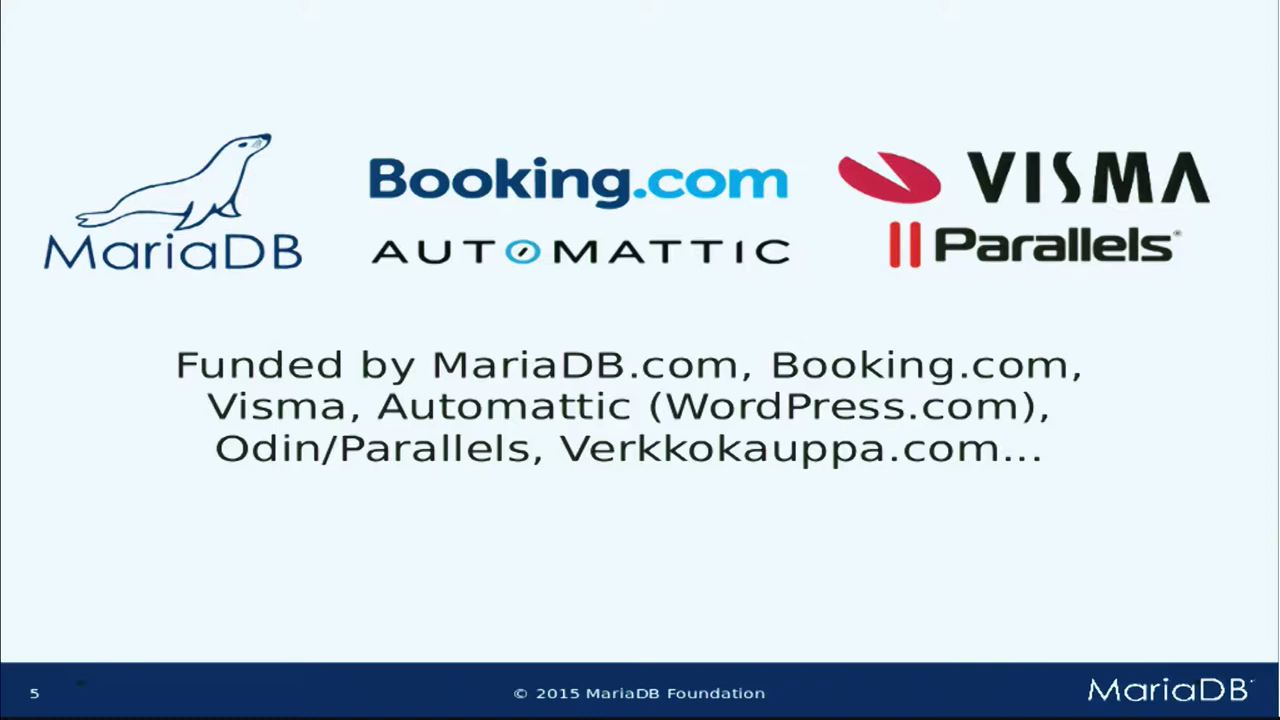 MariaDB
Booking.com
AUTOMATTIC
VISMA
Parallels®
Funded by MariaDB.com, Booking.com,
Visma, Automattic (WordPress.com),
Odin/Parallels, Verkkokauppa.com...
5
© 2015 MariaDB Foundation
MariaDB